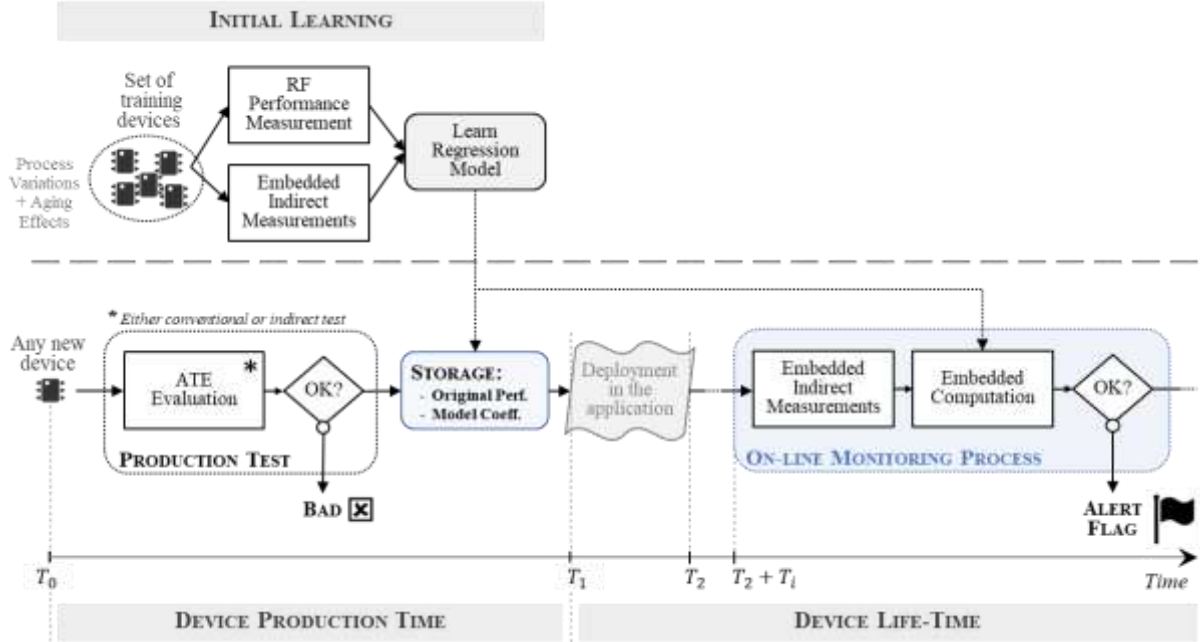 INITIAL LEARNING
Set of
training
devices
Process
Variations
+ Aging
Effects
RF
Performance
Measurement
Embedded
Indirect
Measurements
Learn
Regression
Model
* Either conventional or indirect test
Any new
device
ATE
Evaluation
*
OK?
PRODUCTION TEST
BAD
STORAGE:
- Original Perf.
- Model Coeff.
Deployment
in the
application
Embedded
Indirect
Measurements
Embedded
Computation
OK?
ON-LINE MONITORING PROCESS
ALERT
FLAG
T₀
T₁
T₂
T₂ + Tᵢ
Time
DEVICE PRODUCTION TIME
DEVICE LIFE-TIME